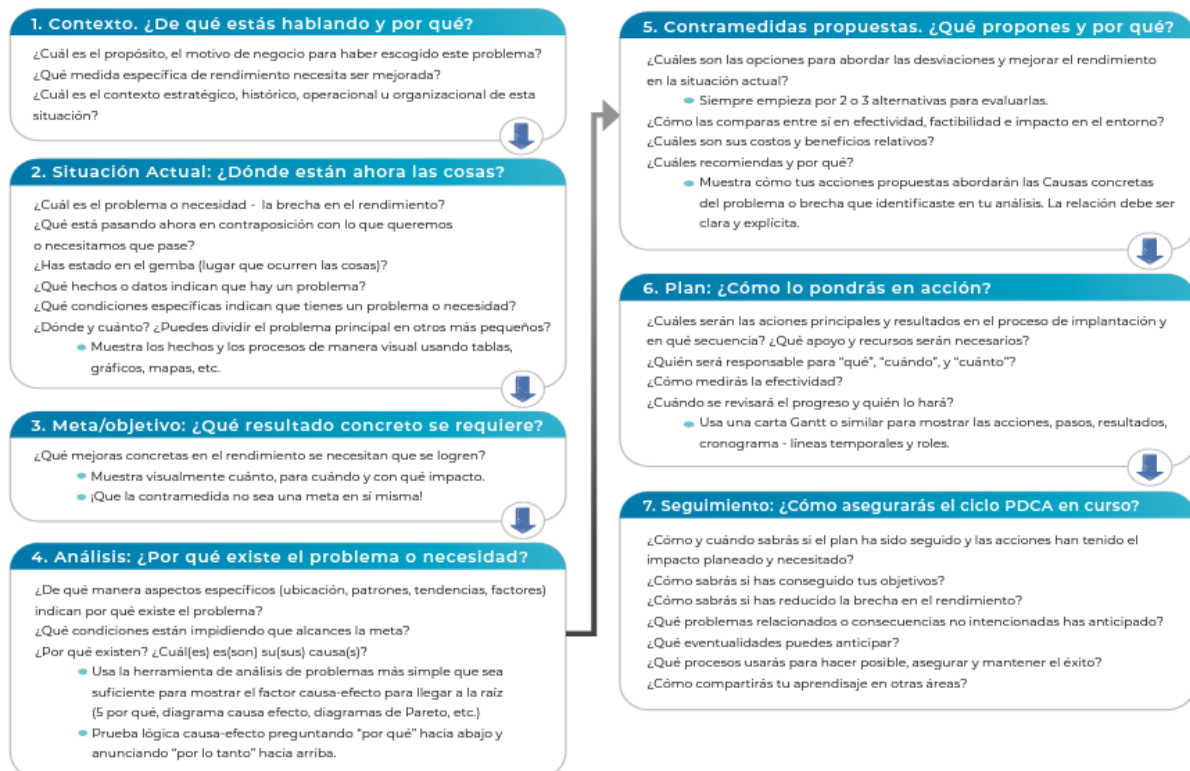 1. Contexto. ¿De qué estás hablando y por qué?
¿Cuál es el propósito, el motivo de negocio para haber escogido este problema?
¿Qué medida específica de rendimiento necesita ser mejorada?
¿Cuál es el contexto estratégico, histórico, operacional u organizacional de esta
situación?
2. Situación Actual: ¿Dónde están ahora las cosas?
¿Cuál es el problema o necesidad - la brecha en el rendimiento?
¿Qué está pasando ahora en contraposición con lo que queremos
o necesitamos que pase?
¿Has estado en el gemba (lugar que ocurren las cosas)?
¿Qué hechos o datos indican que hay un problema?
¿Qué condiciones específicas indican que tienes un problema o necesidad?
¿Dónde y cuánto? ¿Puedes dividir el problema principal en otros más pequeños?
Muestra los hechos y los procesos de manera visual usando tablas,
gráficos, mapas, etc.
3. Meta/objetivo: ¿Qué resultado concreto se requiere?
¿Qué mejoras concretas en el rendimiento se necesitan que se logren?
Muestra visualmente cuánto, para cuándo y con qué impacto.
¡Que la contramedida no sea una meta en sí misma!
4. Análisis: ¿Por qué existe el problema o necesidad?
¿De qué manera aspectos específicos (ubicación, patrones, tendencias, factores)
indican por qué existe el problema?
¿Qué condiciones están impidiendo que alcances la meta?
¿Por qué existen? ¿Cuál(es) es(son) su(sus) causa(s)?
Usa la herramienta de análisis de problemas más simple que sea
suficiente para mostrar el factor causa-efecto para llegar a la raíz
(5 por qué, diagrama causa efecto, diagramas de Pareto, etc.)
Prueba lógica causa-efecto preguntando "por qué" hacia abajo y
anunciando "por lo tanto" hacia arriba.
5. Contramedidas propuestas. ¿Qué propones y por qué?
¿Cuáles son las opciones para abordar las desviaciones y mejorar el rendimiento
en la situación actual?
Siempre empieza por 2 o 3 alternativas para evaluarlas.
¿Cómo las comparas entre sí en efectividad, factibilidad e impacto en el entorno?
¿Cuáles son sus costos y beneficios relativos?
¿Cuáles recomiendas y por qué?
Muestra cómo tus acciones propuestas abordarán las Causas concretas
del problema o brecha que identificaste en tu análisis. La relación debe ser
clara y explícita.
6. Plan: ¿Cómo lo pondrás en acción?
¿Cuáles serán las aciones principales y resultados en el proceso de implantación y
en qué secuencia? ¿Qué apoyo y recursos serán necesarios?
¿Quién será responsable para "qué", "cuándo", y "cuánto"?
¿Cómo medirás la efectividad?
¿Cuándo se revisará el progreso y quién lo hará?
Usa una carta Gantt o similar para mostrar las acciones, pasos, resultados,
cronograma - líneas temporales y roles.
7. Seguimiento: ¿Cómo asegurarás el ciclo PDCA en curso?
¿Cómo y cuándo sabrás si el plan ha sido seguido y las acciones han tenido el
impacto planeado y necesitado?
¿Cómo sabrás si has conseguido tus objetivos?
¿Cómo sabrás si has reducido la brecha en el rendimiento?
¿Qué problemas relacionados o consecuencias no intencionadas has anticipado?
¿Qué eventualidades puedes anticipar?
¿Qué procesos usarás para hacer posible, asegurar y mantener el éxito?
¿Cómo compartirás tu aprendisaje en otras áreas?